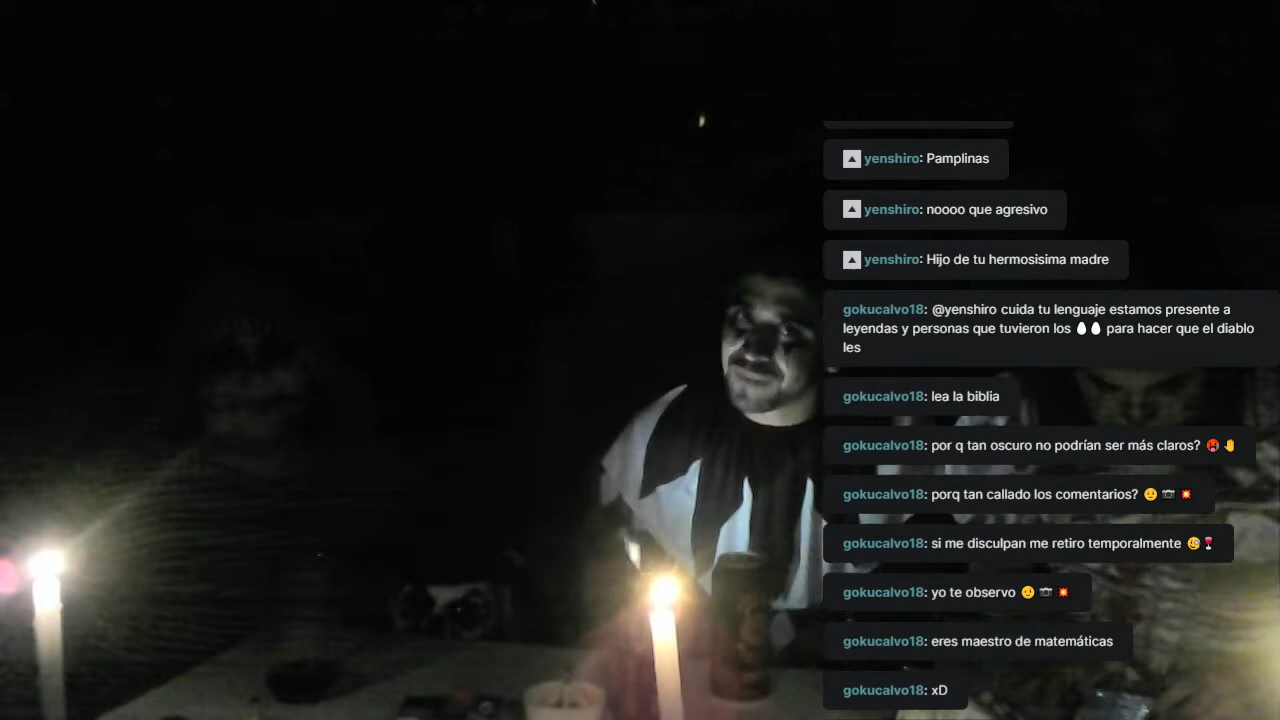 yenshiro: Pamplinas
yenshiro: noooo que agresivo
yenshiro: Hijo de tu hermosisima madre
gokucalvo18: @yenshiro cuida tu lenguaje estamos presente a
leyendas y personas que tuvieron los 🥚🥚 para hacer que el diablo
les
gokucalvo18: lea la biblia
gokucalvo18: por q tan oscuro no podrían ser más claros? 🥵🤚
gokucalvo18: porq tan callado los comentarios? 🤨📸💥
gokucalvo18: si me disculpan me retiro temporalmente 🧐🍷
gokucalvo18: yo te observo 🤨📸💥
gokucalvo18: eres maestro de matemáticas
gokucalvo18: xD